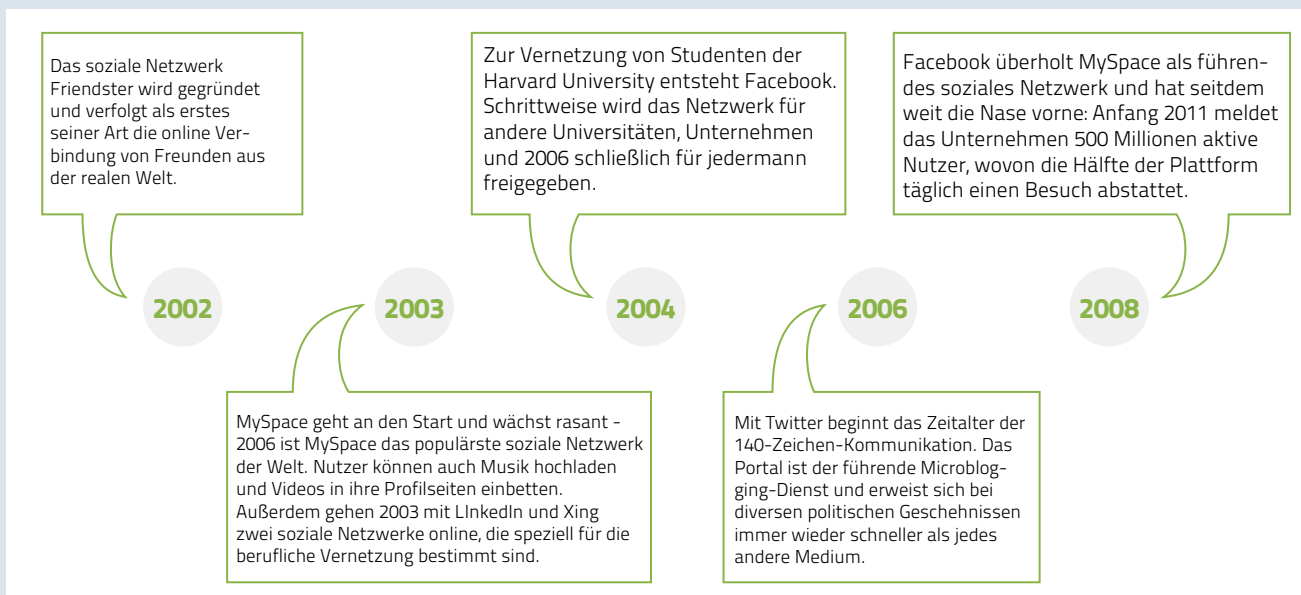 Das soziale Netzwerk
Friendster wird gegründet
und verfolgt als erstes
seiner Art die online Ver-
bindung von Freunden aus
der realen Welt.
2002
MySpace geht an den Start und wächst rasant -
2006 ist MySpace das populärste soziale Netzwerk
der Welt. Nutzer können auch Musik hochladen
und Videos in ihre Profilseiten einbetten.
Außerdem gehen 2003 mit LInkedIn und Xing
zwei soziale Netzwerke online, die speziell für die
berufliche Vernetzung bestimmt sind.
2003
Zur Vernetzung von Studenten der
Harvard University entsteht Facebook.
Schrittweise wird das Netzwerk für
andere Universitäten, Unternehmen
und 2006 schließlich für jedermann
freigegeben.
2004
Mit Twitter beginnt das Zeitalter der
140-Zeichen-Kommunikation. Das
Portal ist der führende Microblog-
ging-Dienst und erweist sich bei
diversen politischen Geschehnissen
immer wieder schneller als jedes
andere Medium.
2006
Facebook überholt MySpace als führen-
des soziales Netzwerk und hat seitdem
weit die Nase vorne: Anfang 2011 meldet
das Unternehmen 500 Millionen aktive
Nutzer, wovon die Hälfte der Plattform
täglich einen Besuch abstattet.
2008